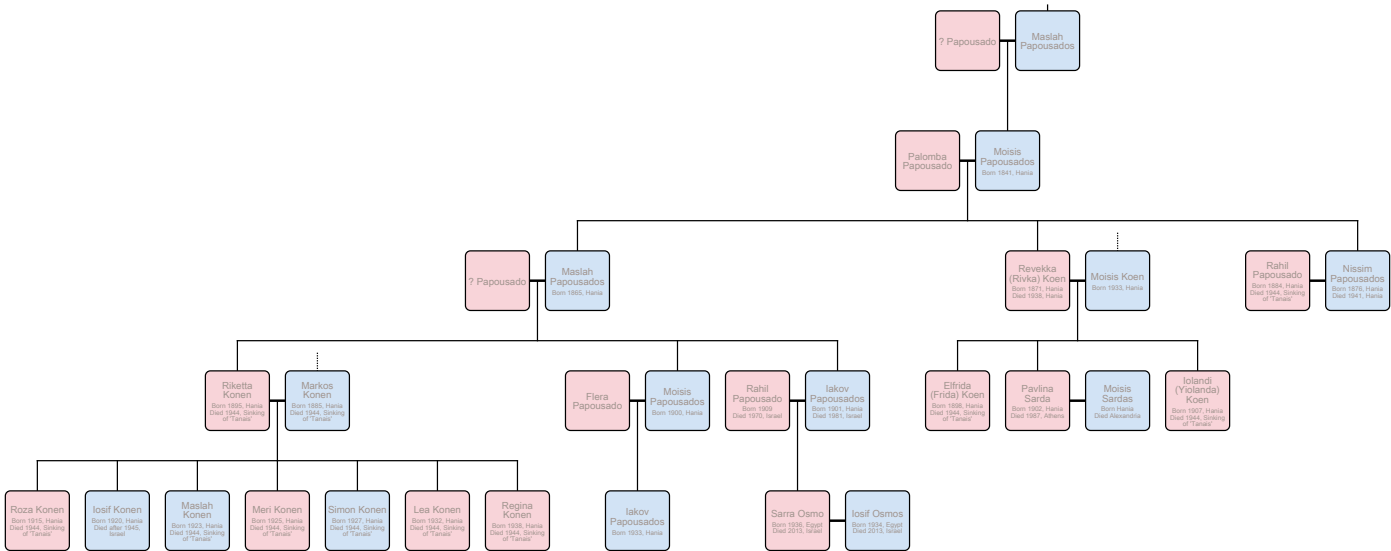 ? Papousado
Maslah
Papousados
Palomba
Papousado
Moisis
Papousados
Born 1841, Hania
? Papousado
Maslah
Papousados
Born 1865, Hania
Revekka
(Rivka) Koen
Born 1871, Hania
Died 1938, Hania
Moisis Koen
Born 1933, Hania
Rahil
Papousado
Born 1884, Hania
Died 1944, Sinking
of 'Tanais'
Nissim
Papousados
Born 1876, Hania
Died 1941, Hania
Riketta
Konen
Born 1895, Hania
Died 1944, Sinking
of 'Tanais'
Markos
Konen
Born 1885, Hania
Died 1944, Sinking
of 'Tanais'
Flera
Papousado
Moisis
Papousados
Born 1900, Hania
Rahil
Papousado
Born 1909
Died 1970, Israel
Iakov
Papousados
Born 1901, Hania
Died 1981, Israel
Elfrida
(Frida) Koen
Born 1898, Hania
Died 1944, Sinking
of 'Tanais'
Pavlina
Sarda
Born 1902, Hania
Died 1987, Athens
Moisis
Sardas
Born Hania
Died Alexandria
Iolandi
(Yiolanda)
Koen
Born 1907, Hania
Died 1944, Sinking
of 'Tanais'
Roza Konen
Born 1915, Hania
Died 1944, Sinking
of 'Tanais'
Iosif Konen
Born 1920, Hania
Died after 1945,
Israel
Maslah
Konen
Born 1923, Hania
Died 1944, Sinking
of 'Tanais'
Meri Konen
Born 1925, Hania
Died 1944, Sinking
of 'Tanais'
Simon Konen
Born 1927, Hania
Died 1944, Sinking
of 'Tanais'
Lea Konen
Born 1932, Hania
Died 1944, Sinking
of 'Tanais'
Regina
Konen
Born 1938, Hania
Died 1944, Sinking
of 'Tanais'
Iakov
Papousados
Born 1933, Hania
Sarra Osmo
Born 1936, Egypt
Died 2013, Israel
Iosif Osmos
Born 1934, Egypt
Died 2013, Israel